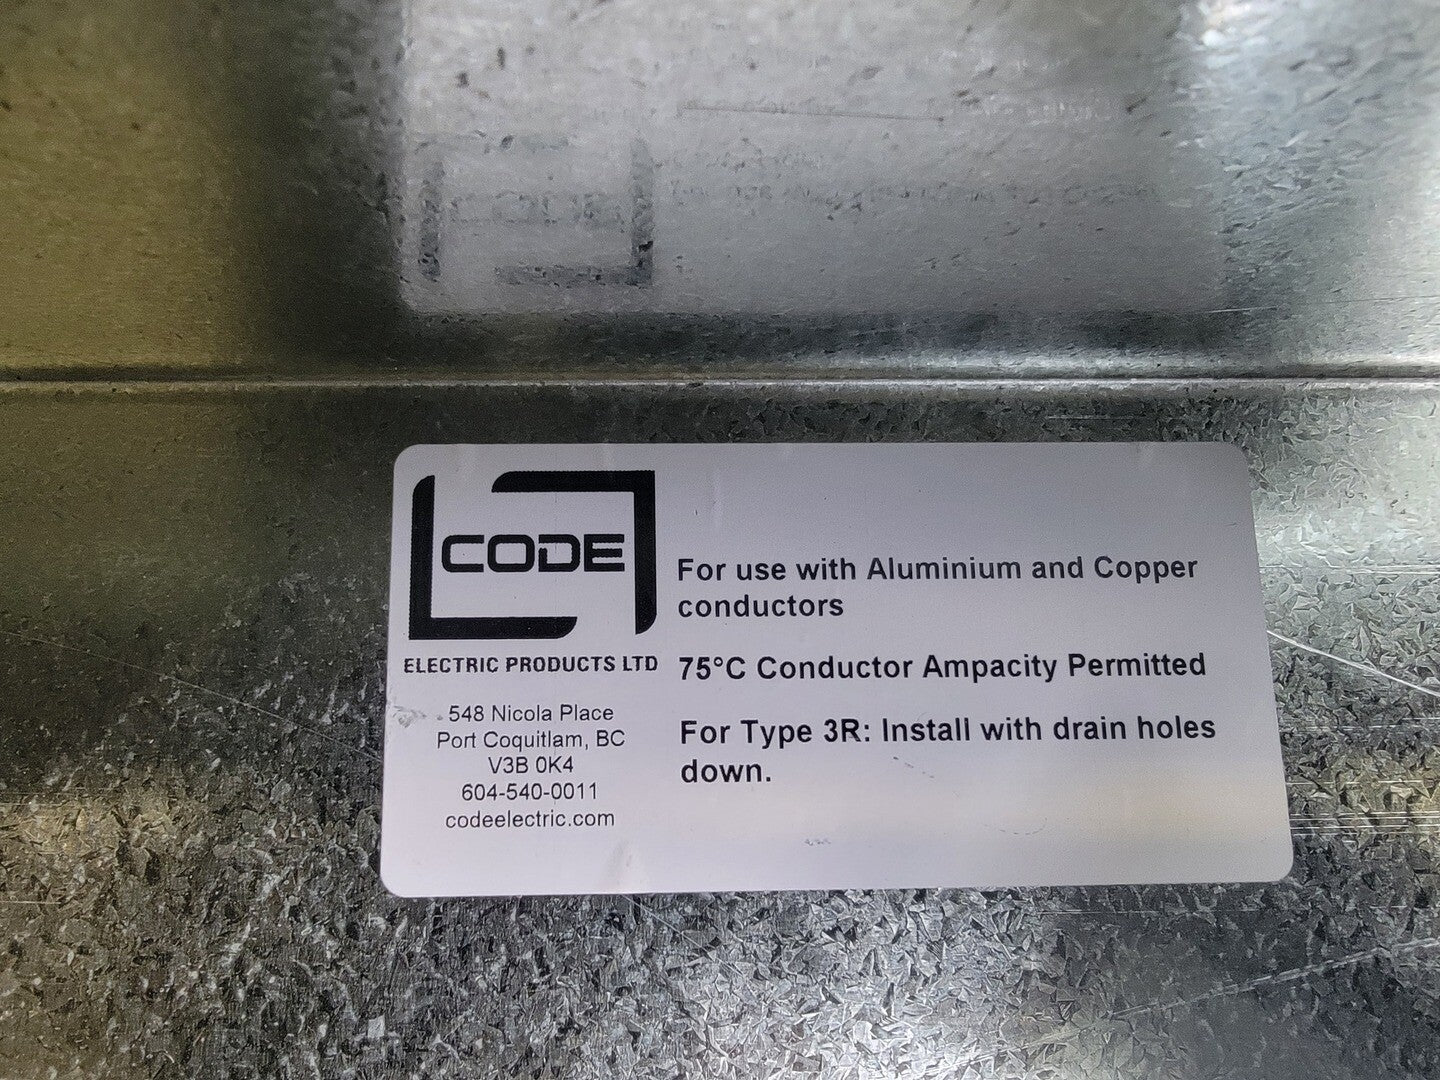 CODE
ELECTRIC PRODUCTS LTD
548 Nicola Place
Port Coquitlam, BC
V3B 0K4
604-540-0011
codeelectric.com
For use with Aluminium and Copper
conductors
75°C Conductor Ampacity Permitted
For Type 3R: Install with drain holes
down.